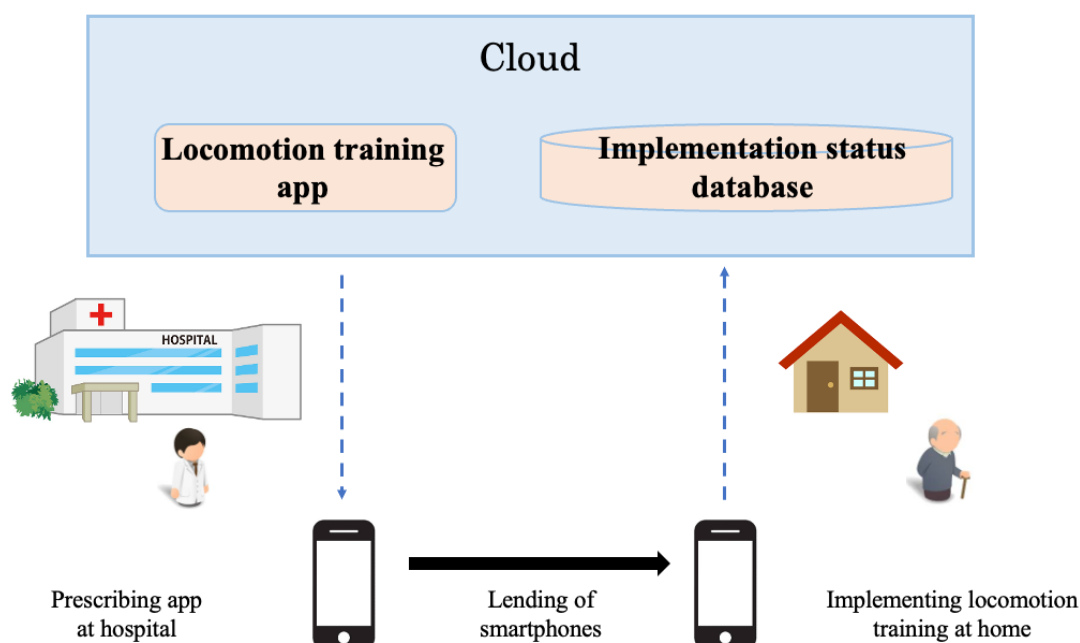 Cloud
Locomotion training
app
Implementation status
database
HOSPITAL
Prescribing app
at hospital
Lending of
smartphones
Implementing locomotion
training at home